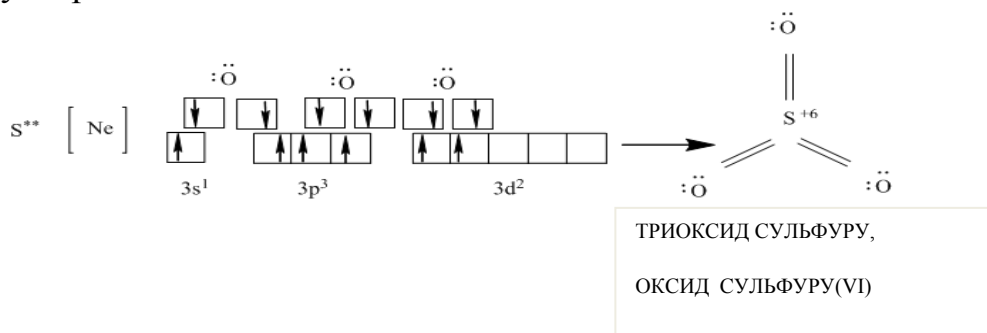 :Ö
:Ö :Ö :Ö
S** [ Ne ]
S +6
3s¹ 3p³ 3d²
:Ö :Ö
ТРИОКСИД СУЛЬФУРУ,
ОКСИД СУЛЬФУРУ(VI)